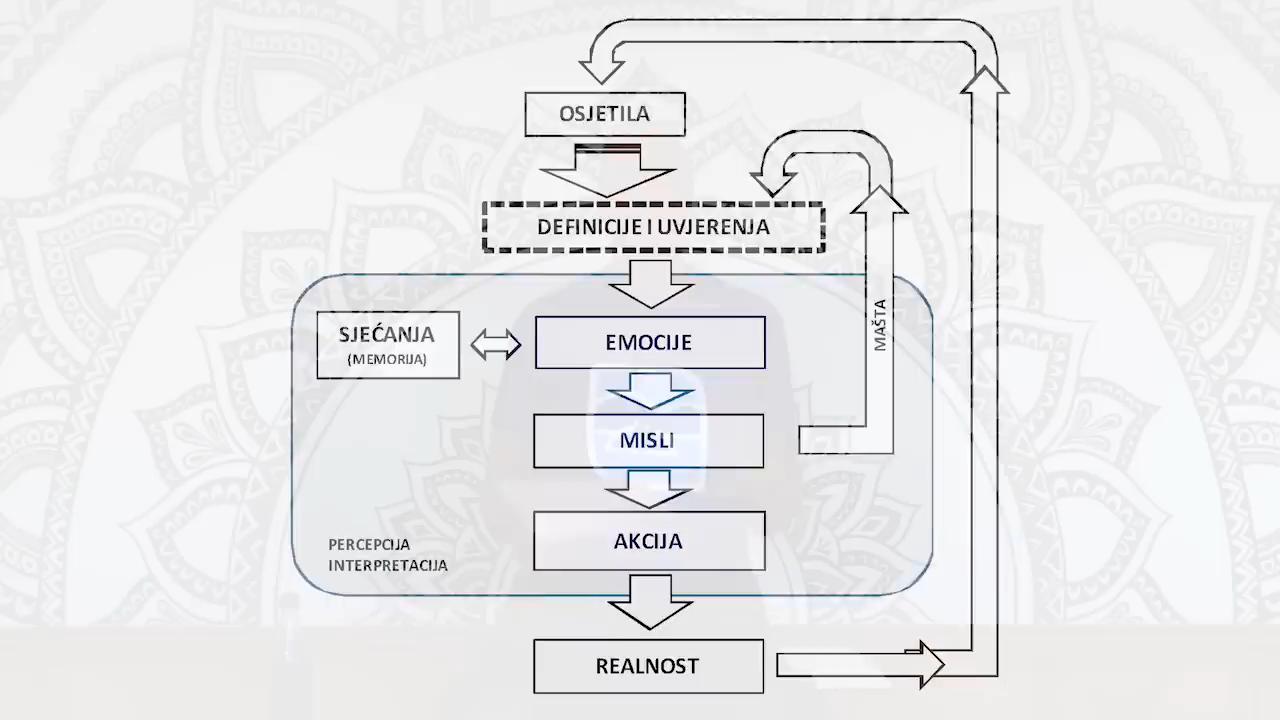 OSJETILA
DEFINICIJE I UVJERENJA
SJEĆANJA
(MEMORIJA)
EMOCIJE
MAŠTA
MISLI
AKCIJA
PERCEPCIJA
INTERPRETACIJA
REALNOST